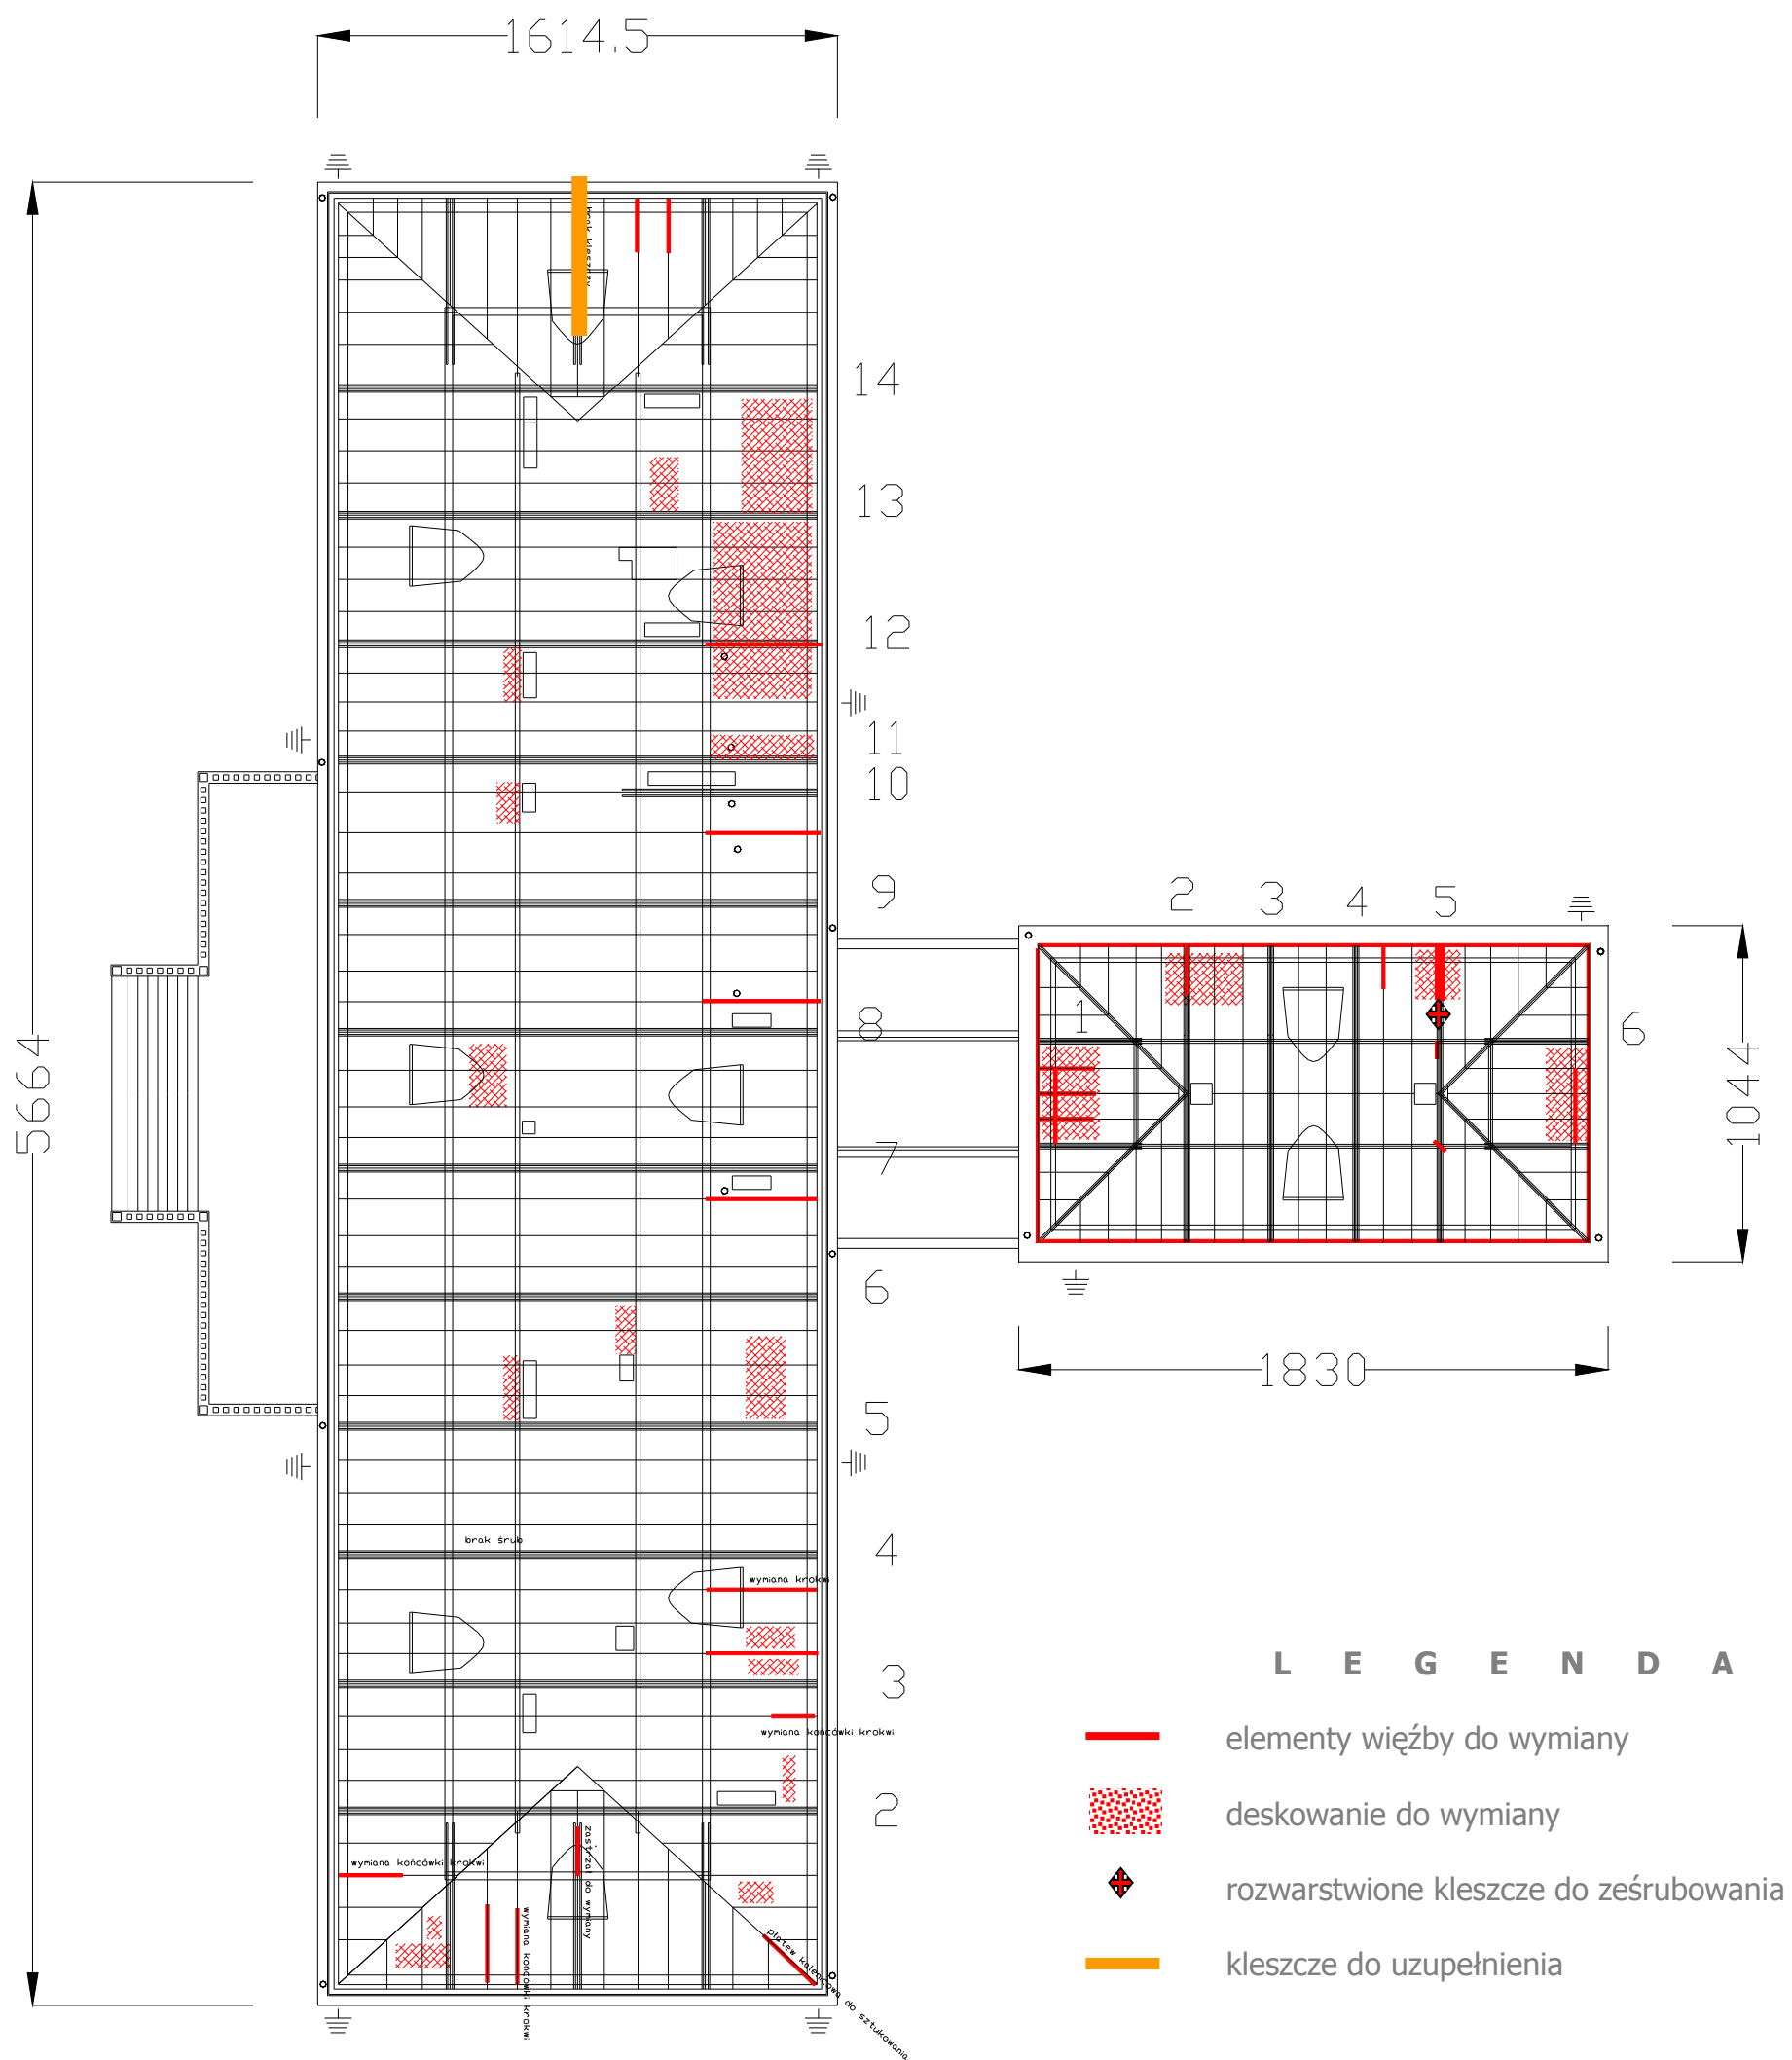 1614.5
brak kleszczy
14
13
12
11
10
9
2
3
4
5
8
1
6
5664
1044
7
6
1830
5
brak śrub
4
wymiana krokwi
3
wymiana końcówki krokwi
2
wymiana końcówki krokwi
zastrzał do wymiany
wymiana końcówki krokwi
płatew kalenicowa do sztukowania
L E G E N D A
elementy więźby do wymiany
deskowanie do wymiany
rozwarstwione kleszcze do ześrubowania
kleszcze do uzupełnienia